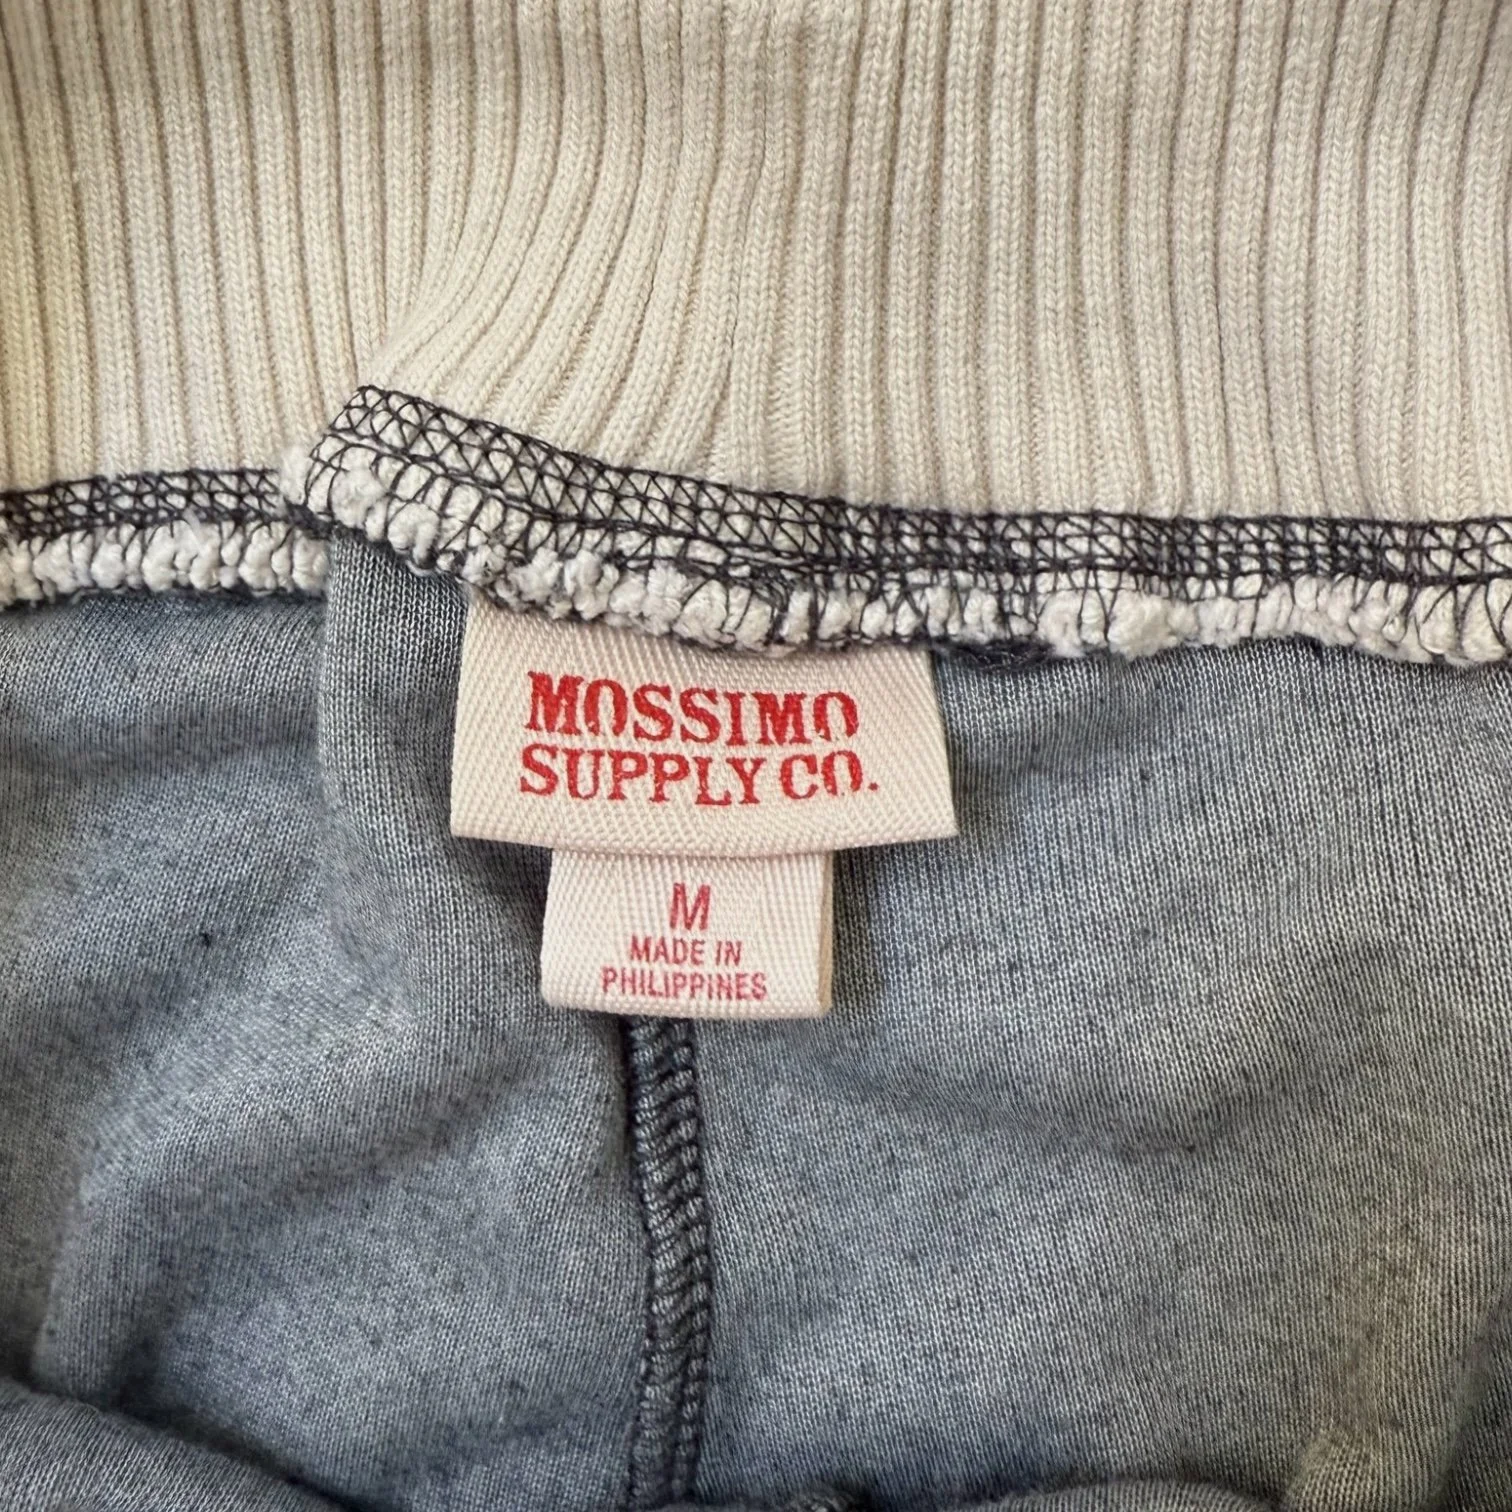 MOSSIMO
SUPPLY CO.
M
MADE IN
PHILIPPINES